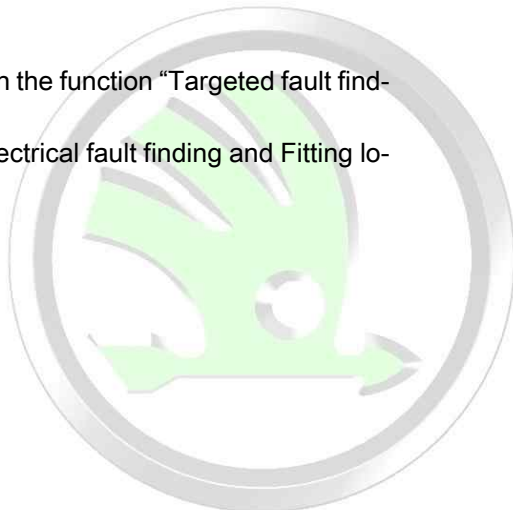 n the function “Targeted fault find-
ectrical fault finding and Fitting lo-